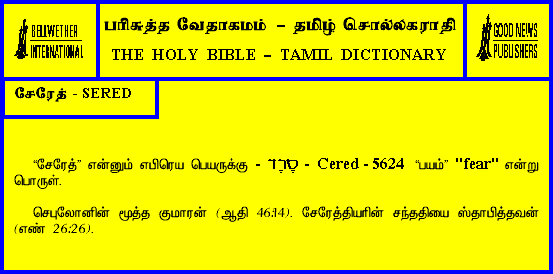 BELLWETHER
INTERNATIONAL
பரிசுத்த வேதாகமம் – தமிழ் சொல்லகராதி
THE HOLY BIBLE – TAMIL DICTIONARY
GOOD NEWS
PUBLISHERS
சேரேத் - SERED
“சேரேத்” என்னும் எபிரெய பெயருக்கு - סֶרֶד - Cered - 5624 “பயம்” "fear" என்று
பொருள்.
செபுலோனின் மூத்த குமாரன் (ஆதி 46:14). சேரேத்தியரின் சந்ததியை ஸ்தாபித்தவன்
(எண் 26:26).